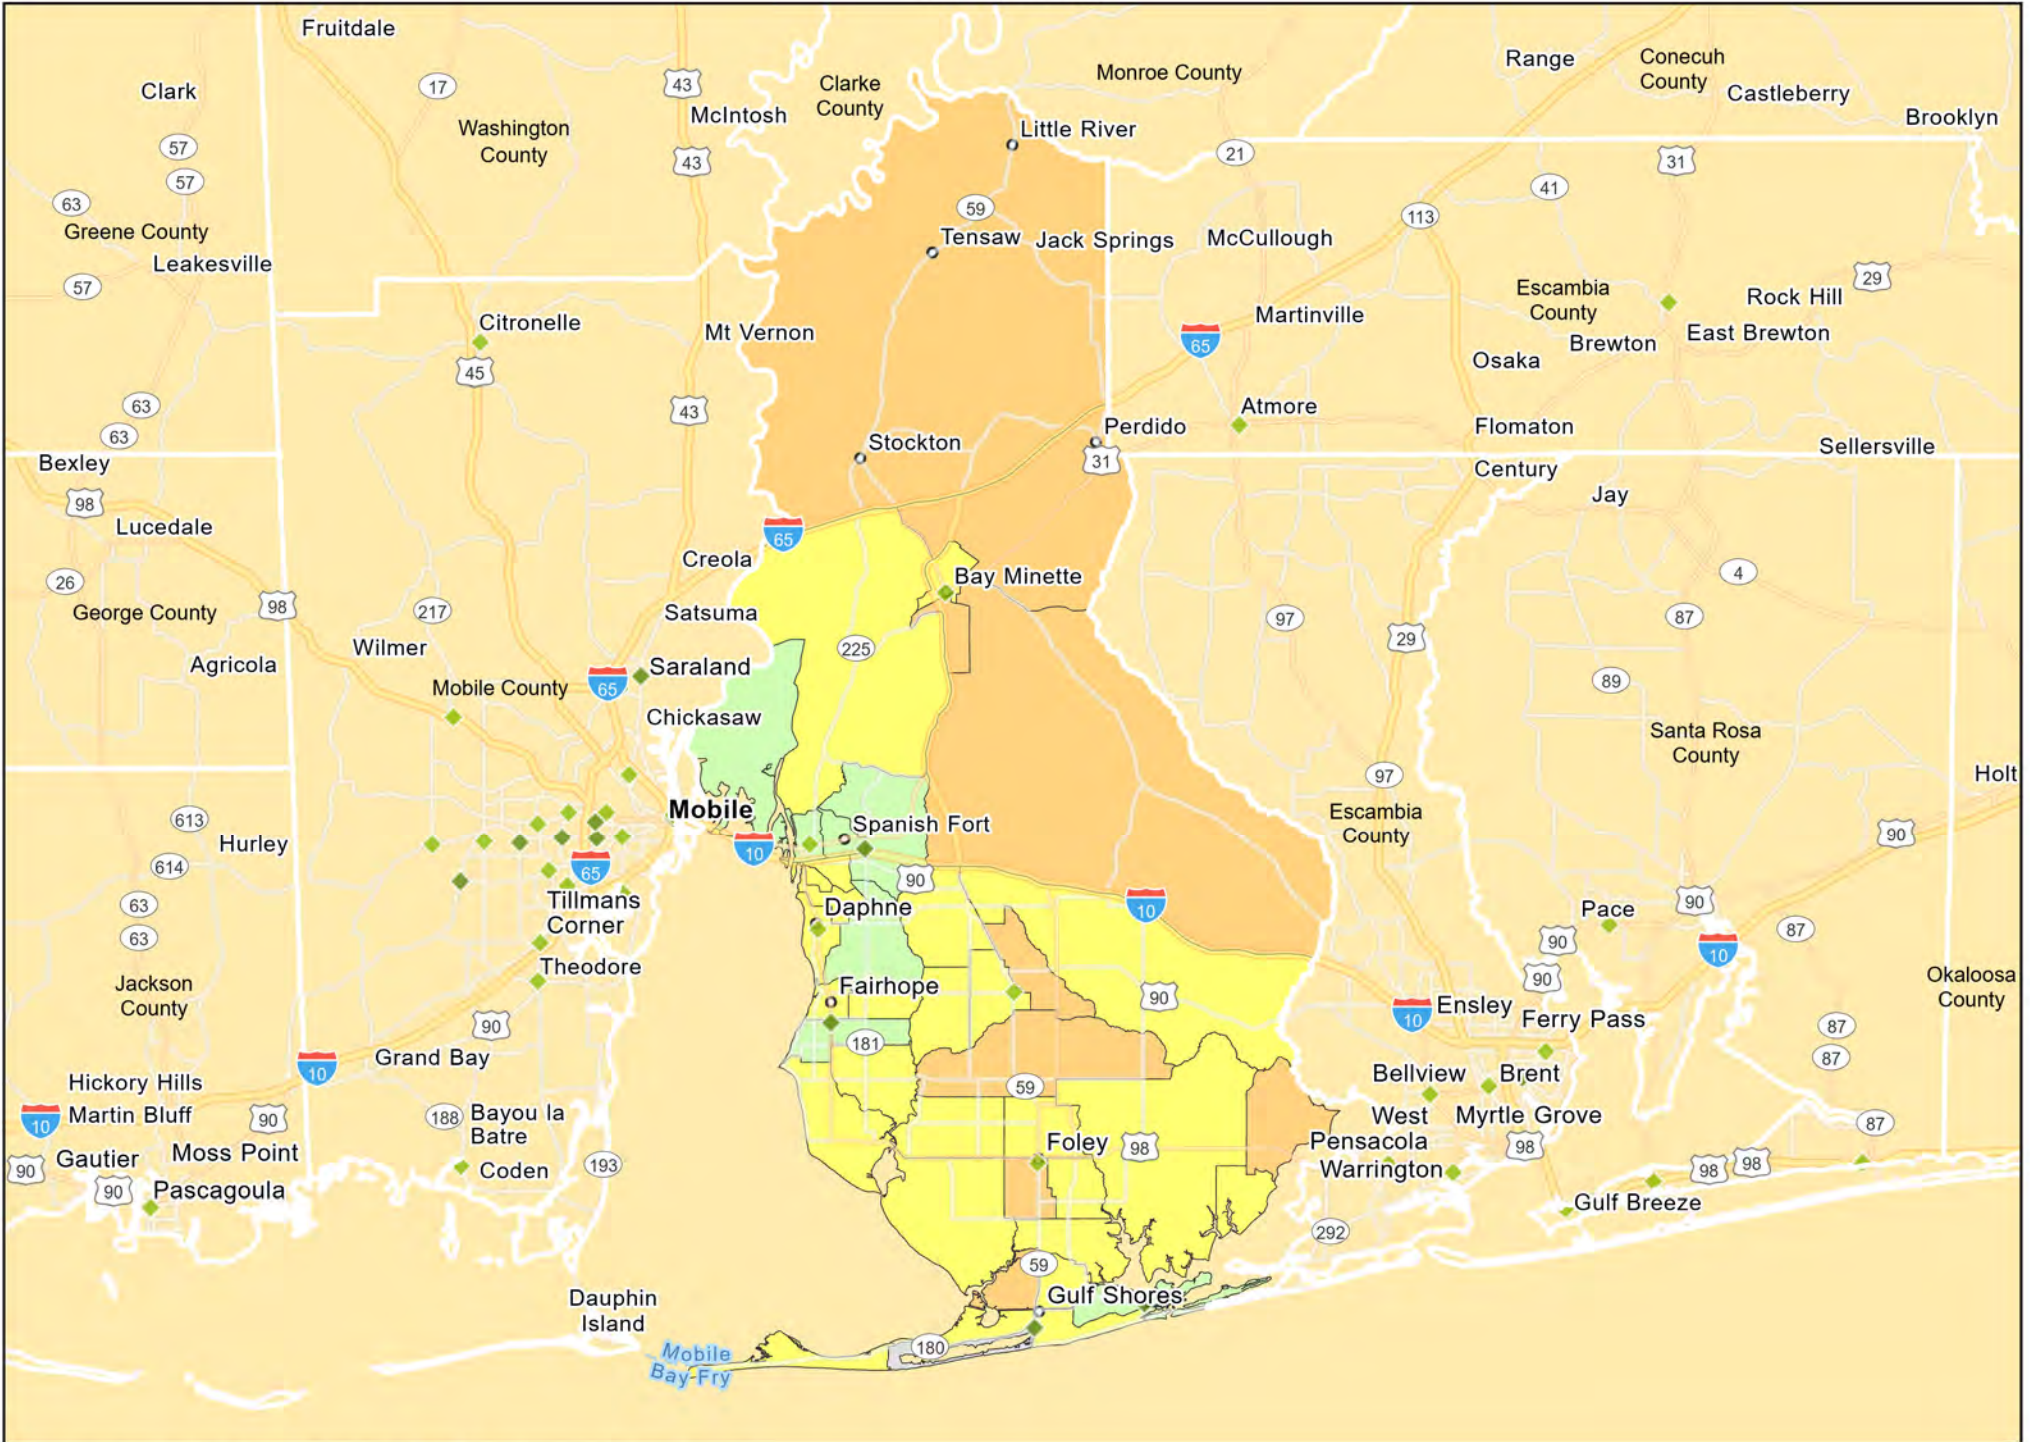 Fruitdale
Range
Conecuh
County
Clark
17
43
Clarke
County
Monroe County
Castleberry
McIntosh
Brooklyn
Washington
County
Little River
57
43
21
31
57
41
63
59
113
Greene County
Tensaw
Jack Springs
McCullough
Leakesville
57
29
Escambia
County
Rock Hill
Citronelle
Mt Vernon
Martinville
Brewton
East Brewton
65
Osaka
45
63
43
Atmore
63
Stockton
Perdido
Flomaton
Sellersville
Bexley
31
Century
98
Jay
Lucedale
65
Creola
26
Bay Minette
4
George County
98
217
Satsuma
97
87
29
Wilmer
225
Agricola
Saraland
Mobile County
65
89
Chickasaw
Santa Rosa
County
97
Holt
613
Mobile
Escambia
County
Hurley
Spanish Fort
90
10
614
65
90
63
Tillmans
Corner
Daphne
10
90
Pace
63
87
90
10
Theodore
Jackson
County
Fairhope
90
90
Okaloosa
County
10
Ensley
90
181
Ferry Pass
87
Grand Bay
10
87
Hickory Hills
59
Bellview
Brent
10
Martin Bluff
90
188
Bayou la
Batre
West
Pensacola
Myrtle Grove
87
Gautier
Moss Point
Foley
98
98
90
Coden
193
Warrington
98
98
90
Pascagoula
Gulf Breeze
292
59
Dauphin
Island
Gulf Shores
180
Mobile
Bay Fry